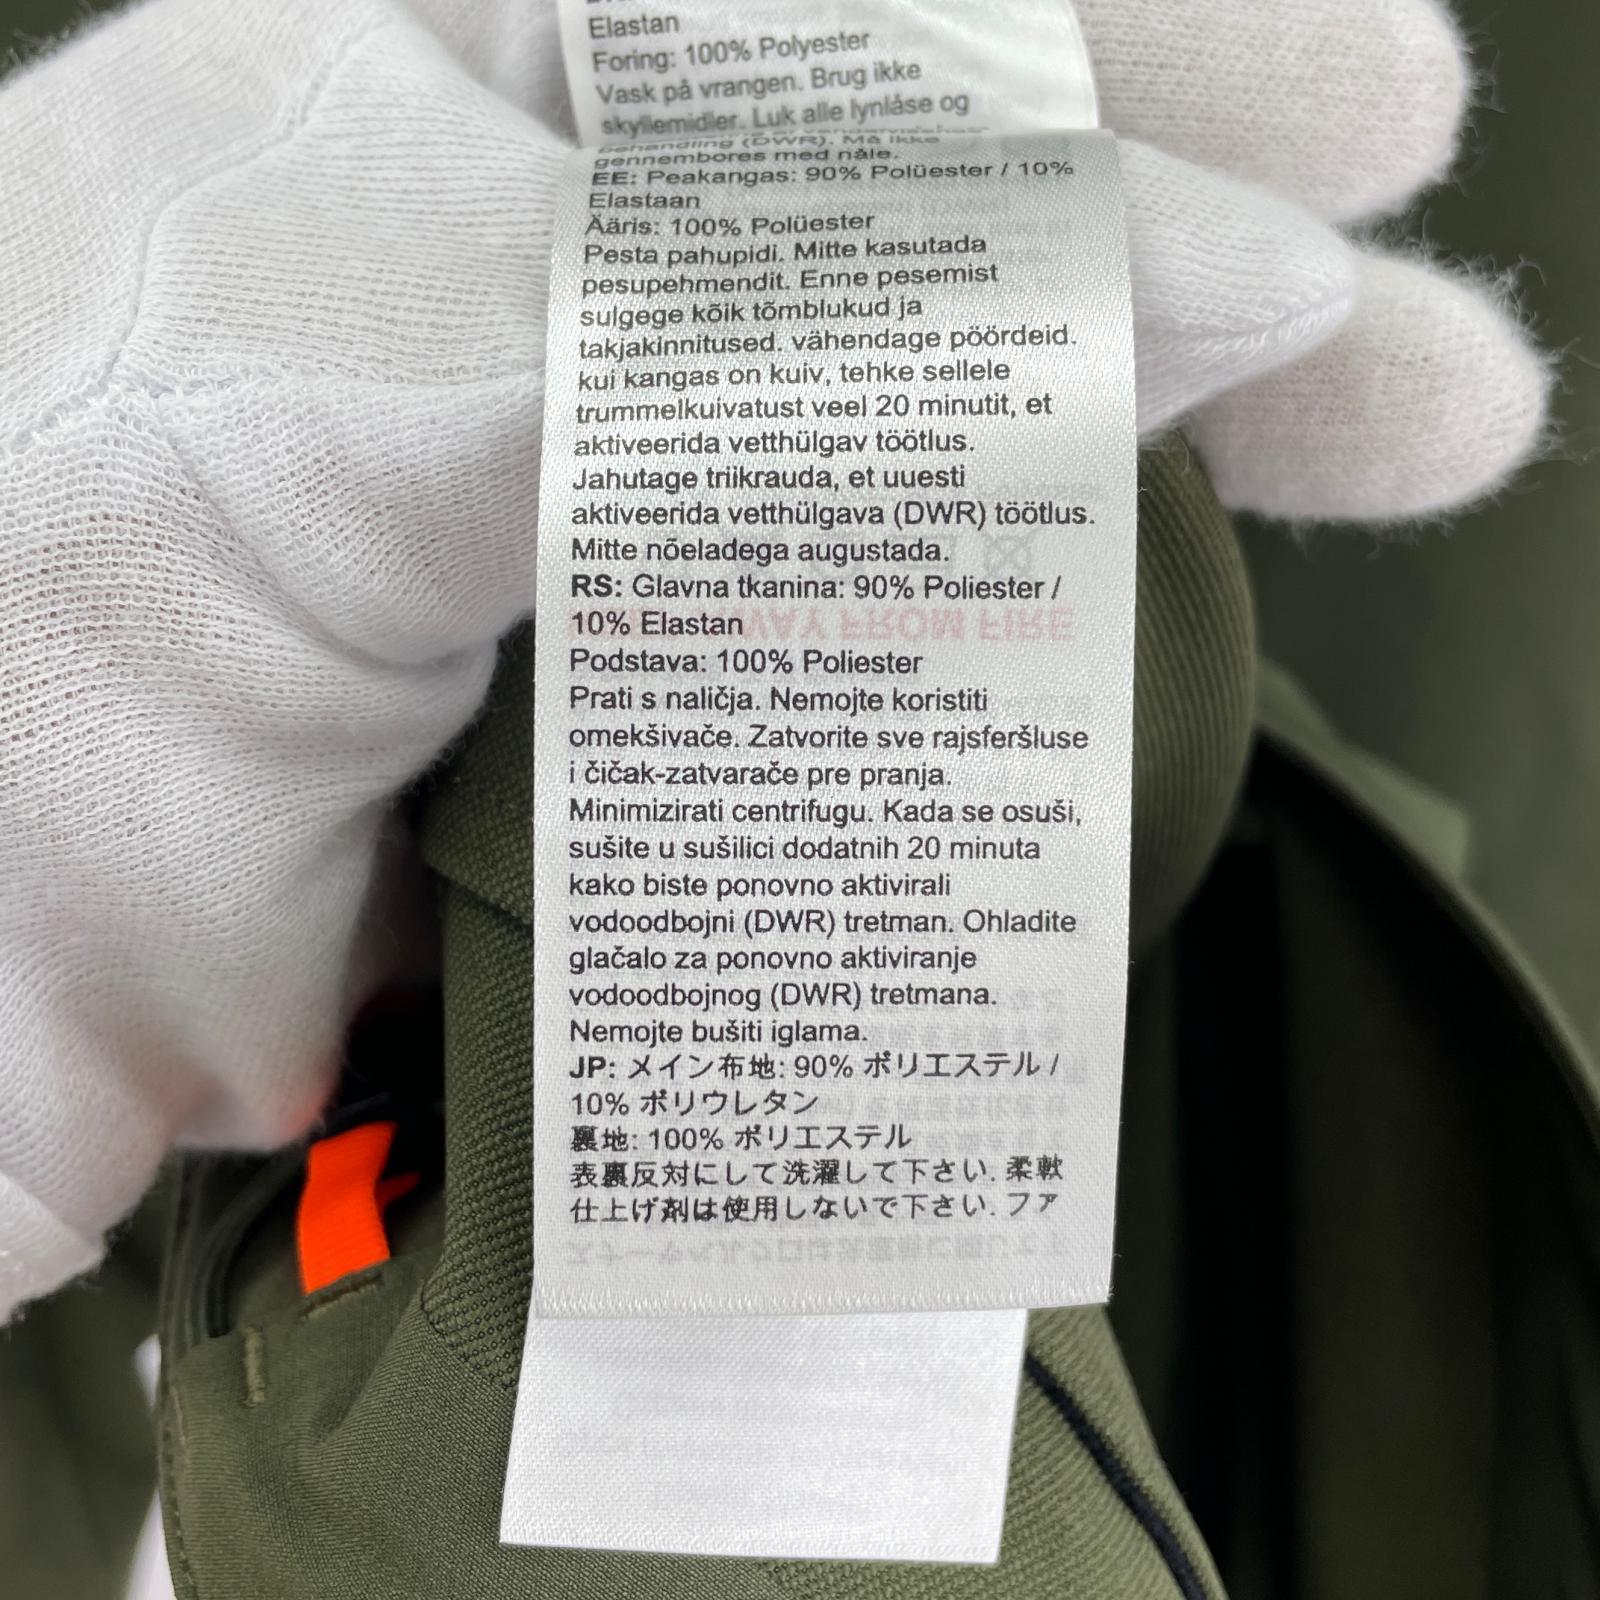 Elastan
Foring: 100% Polyester
Vask på vrangen. Brug ikke
skyllemidler. Luk alle lynlåse og
behandling (DWR). Må ikke
gennembores med nåle.
EE: Peakangas: 90% Polüester / 10%
Elastaan
Ääris: 100% Polüester
Pesta pahupidi. Mitte kasutada
pesupehmendit. Enne pesemist
sulgege kõik tõmblukud ja
takjakinnitused. vähendage pöördeid.
kui kangas on kuiv, tehke sellele
trummelkuivatust veel 20 minutit, et
aktiveerida vetthülgav töötlus.
Jahutage triikrauda, et uuesti
aktiveerida vetthülgava (DWR) töötlus.
Mitte nõeladega augustada.
RS: Glavna tkanina: 90% Poliester /
10% Elastan
Podstava: 100% Poliester
Prati s naličja. Nemojte koristiti
omekšivače. Zatvorite sve rajsferšluse
i čičak-zatvarače pre pranja.
Minimizirati centrifugu. Kada se osuši,
sušite u sušilici dodatnih 20 minuta
kako biste ponovno aktivirali
vodoodbojni (DWR) tretman. Ohladite
glačalo za ponovno aktiviranje
vodoodbojnog (DWR) tretmana.
Nemojte bušiti iglama.
JP: メイン布地: 90% ポリエステル /
10% ポリウレタン
裏地: 100% ポリエステル
表裏反対にして洗濯して下さい. 柔軟
仕上げ剤は使用しないで下さい. ファ